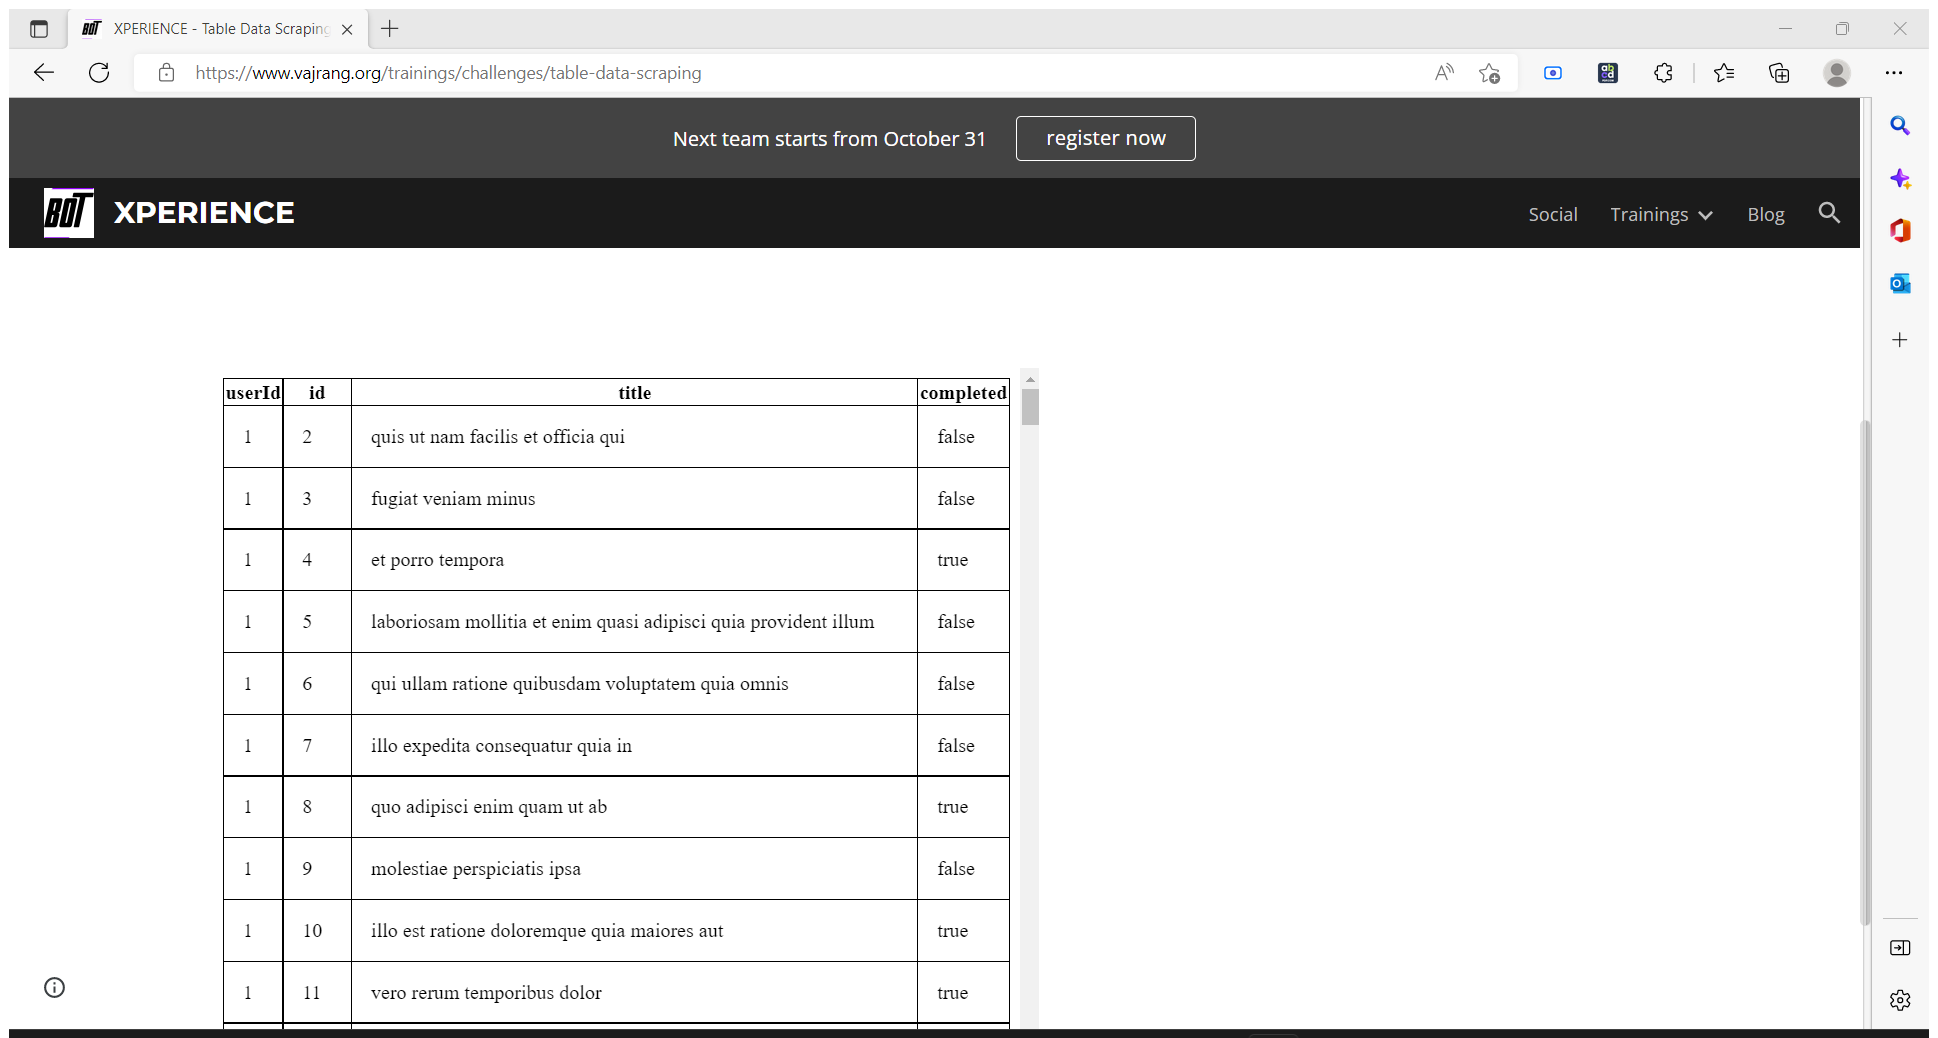 BOT XPERIENCE - Table Data Scraping
https://www.vajrang.org/trainings/challenges/table-data-scraping
Next team starts from October 31 register now
BOT XPERIENCE Social Trainings Blog
userId id title completed
1 2 quis ut nam facilis et officia qui false
1 3 fugiat veniam minus false
1 4 et porro tempora true
1 5 laboriosam mollitia et enim quasi adipisci quia provident illum false
1 6 qui ullam ratione quibusdam voluptatem quia omnis false
1 7 illo expedita consequatur quia in false
1 8 quo adipisci enim quam ut ab true
1 9 molestiae perspiciatis ipsa false
1 10 illo est ratione doloremque quia maiores aut true
1 11 vero rerum temporibus dolor true